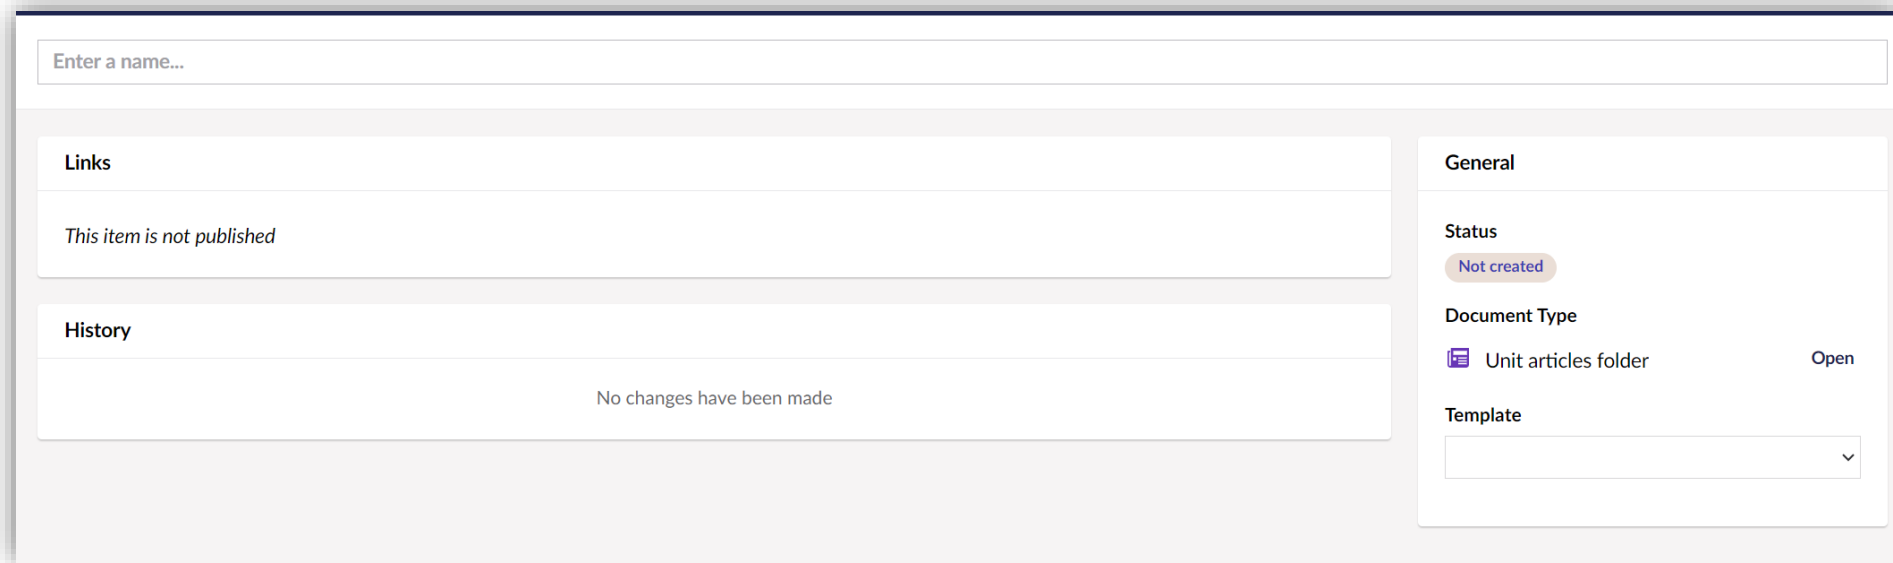 Enter a name...
Links
This item is not published
History
No changes have been made
General
Status
Not created
Document Type
Unit articles folder
Open
Template